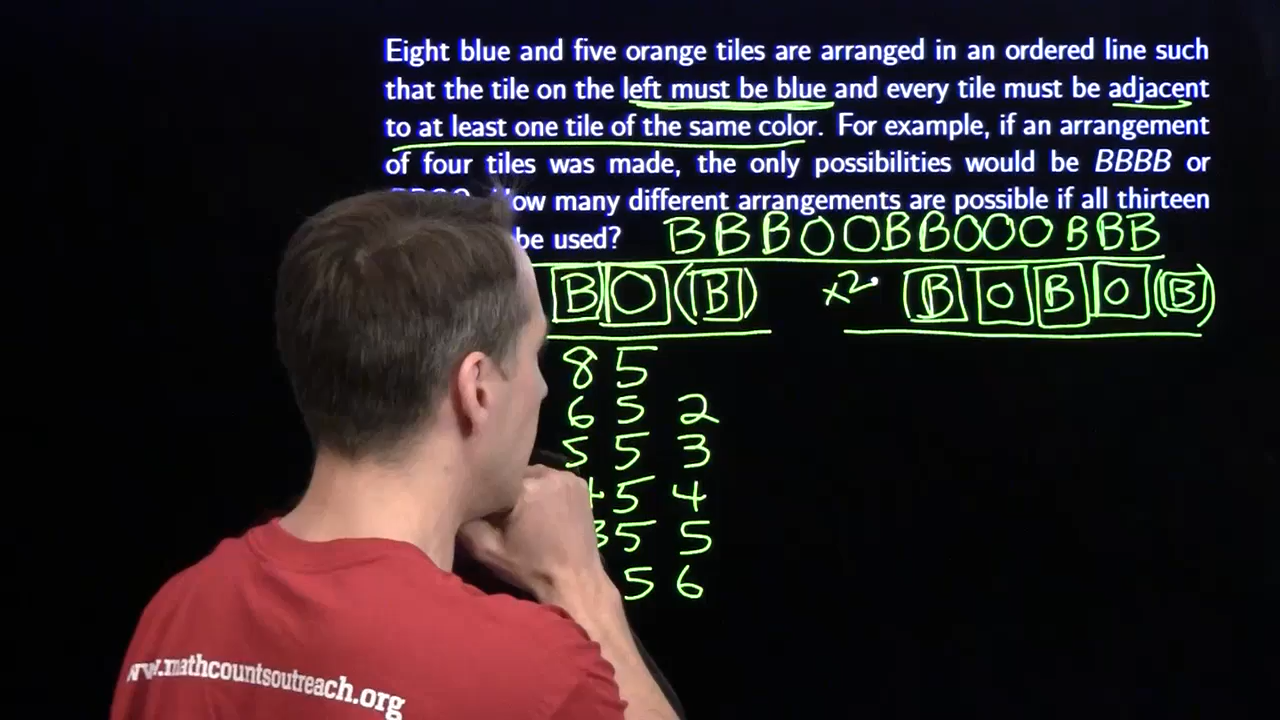 Eight blue and five orange tiles are arranged in an ordered line such
that the tile on the left must be blue and every tile must be adjacent
to at least one tile of the same color. For example, if an arrangement
of four tiles was made, the only possibilities would be BBBB or
many different arrangements are possible if all thirteen
be used? BBBOOBBOOOBBB
B O (B) x2 (B O B O (B))
8 5
6 5 2
5 5 3
5 4
5 5
5 6
www.mathcountsoutreach.org